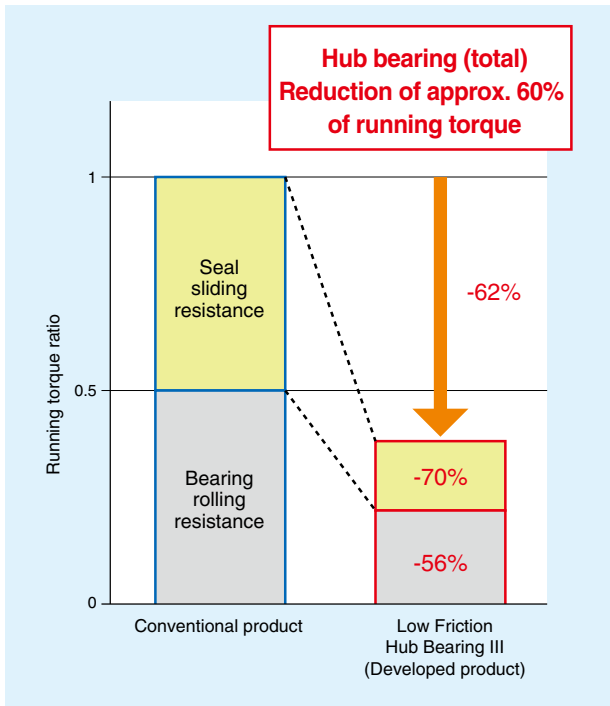 Hub bearing (total)
Reduction of approx. 60%
of running torque
Running torque ratio
1
0.5
0
Seal
sliding
resistance
Bearing
rolling
resistance
-62%
-70%
-56%
Conventional product
Low Friction
Hub Bearing III
(Developed product)